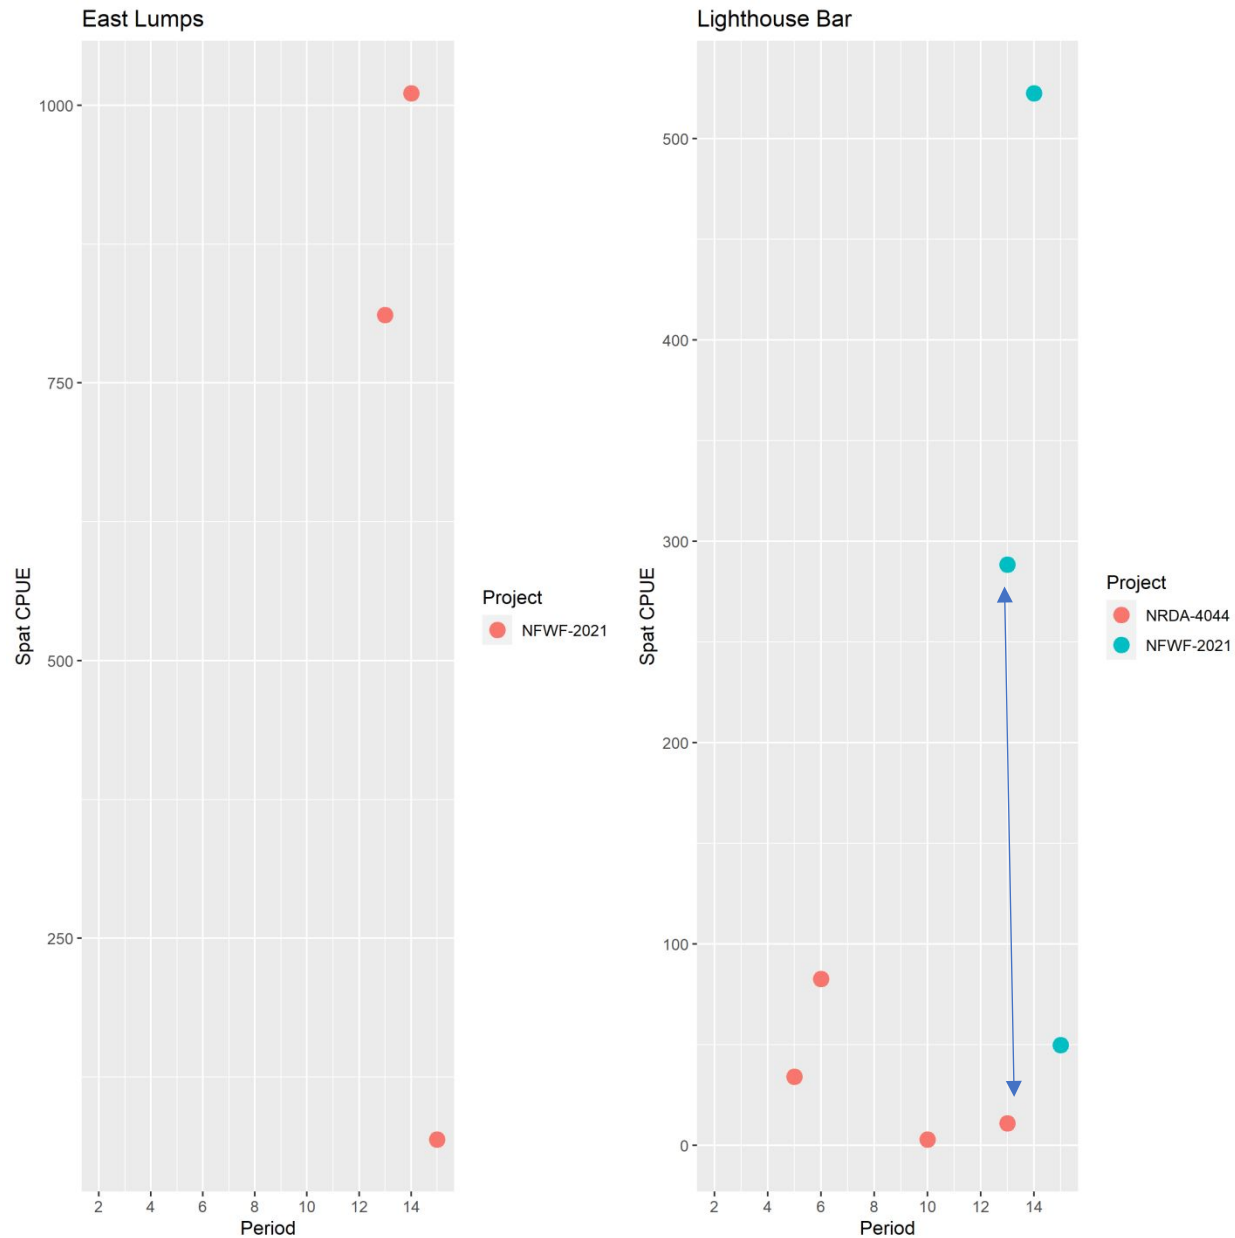 East Lumps
1000
750
500
250
Spat CPUE
2 4 6 8 10 12 14
Period
Project
NFWF-2021
Lighthouse Bar
500
400
300
200
100
0
Spat CPUE
2 4 6 8 10 12 14
Period
Project
NRDA-4044
NFWF-2021